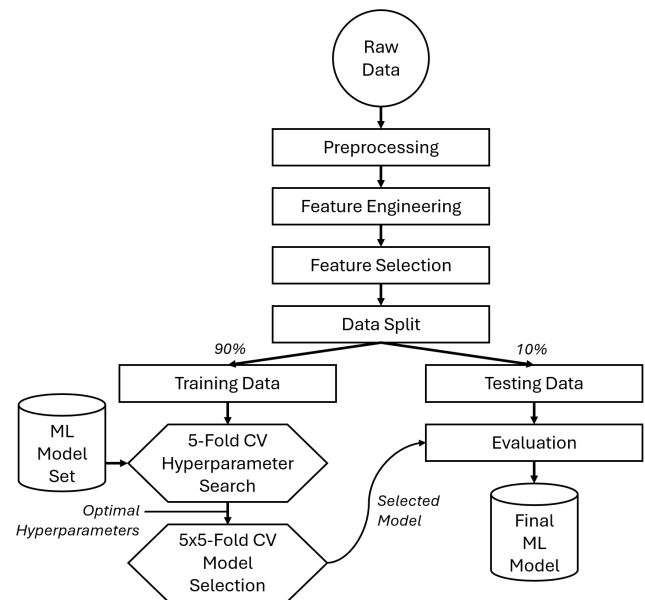 Raw
Data
Preprocessing
Feature Engineering
Feature Selection
Data Split
90%
10%
Training Data
Testing Data
ML
Model
Set
5-Fold CV
Hyperparameter
Search
Evaluation
Optimal
Hyperparameters
Selected
Model
5x5-Fold CV
Model
Selection
Final
ML
Model